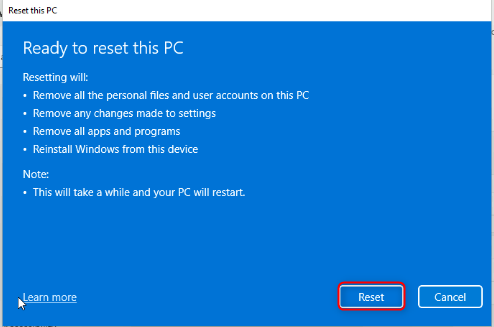 Reset this PC
Ready to reset this PC
Resetting will:
• Remove all the personal files and user accounts on this PC
• Remove any changes made to settings
• Remove all apps and programs
• Reinstall Windows from this device
Note:
• This will take a while and your PC will restart.
Learn more
Reset
Cancel